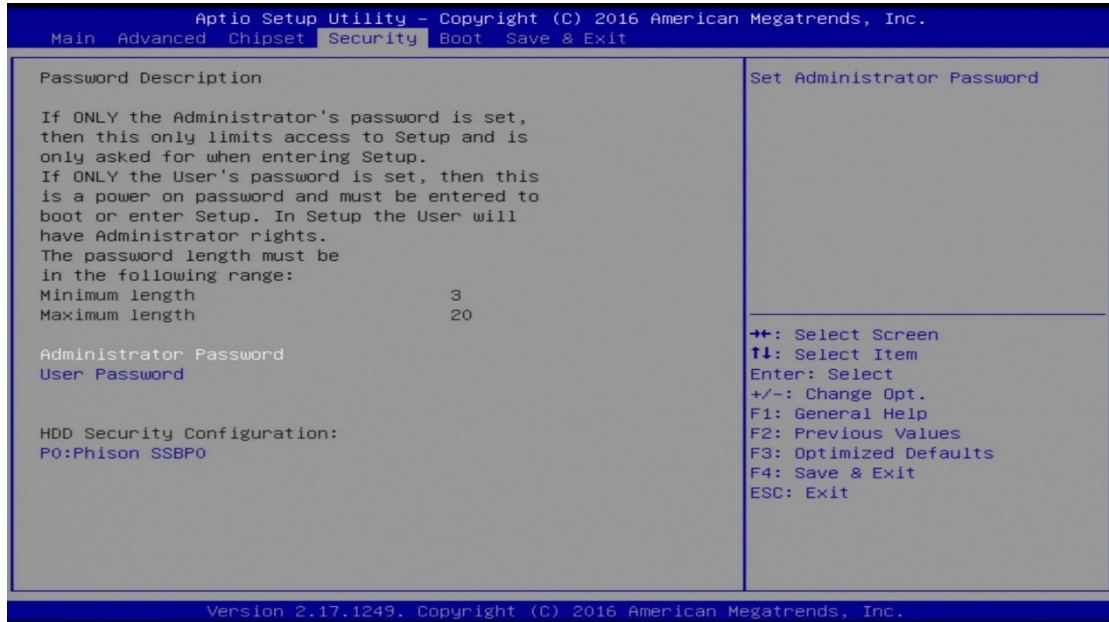 Aptio Setup Utility – Copyright (C) 2016 American Megatrends, Inc.
Main Advanced Chipset Security Boot Save & Exit
Password Description
If ONLY the Administrator's password is set,
then this only limits access to Setup and is
only asked for when entering Setup.
If ONLY the User's password is set, then this
is a power on password and must be entered to
boot or enter Setup. In Setup the User will
have Administrator rights.
The password length must be
in the following range:
Minimum length 3
Maximum length 20
Administrator Password
User Password
HDD Security Configuration:
P0:Phison SSBP0
Set Administrator Password
→←: Select Screen
↑↓: Select Item
Enter: Select
+/-: Change Opt.
F1: General Help
F2: Previous Values
F3: Optimized Defaults
F4: Save & Exit
ESC: Exit
Version 2.17.1249. Copyright (C) 2016 American Megatrends, Inc.